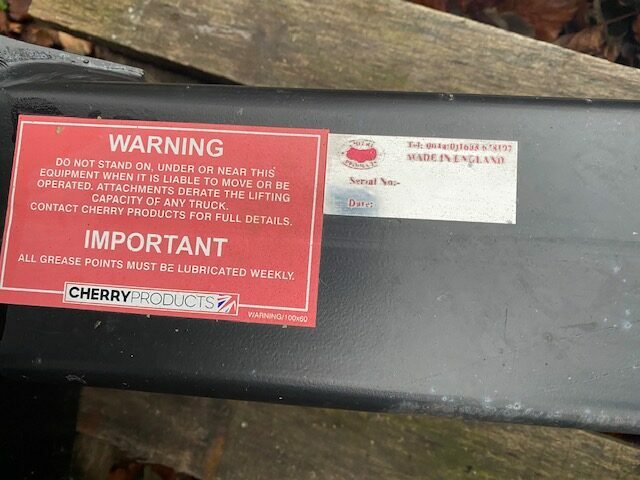 WARNING
DO NOT STAND ON, UNDER OR NEAR THIS
EQUIPMENT WHEN IT IS LIABLE TO MOVE OR BE
OPERATED. ATTACHMENTS DERATE THE LIFTING
CAPACITY OF ANY TRUCK.
CONTACT CHERRY PRODUCTS FOR FULL DETAILS.
IMPORTANT
ALL GREASE POINTS MUST BE LUBRICATED WEEKLY.
CHERRYPRODUCTS
WARNING/100x60
Tel:
MADE IN ENGLAND
Serial No:-
Date: